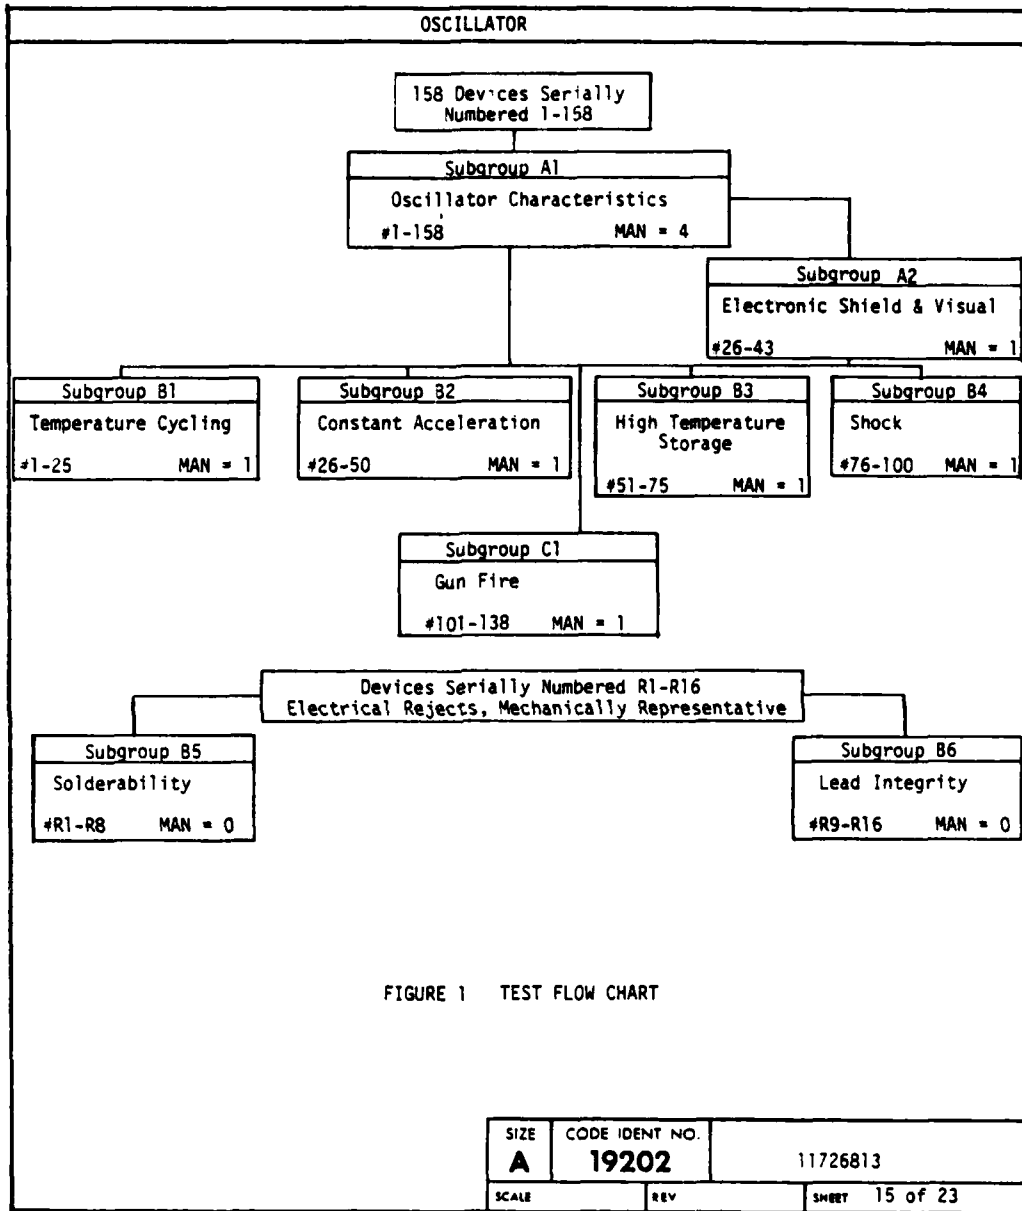 OSCILLATOR
158 Devices Serially
Numbered 1-158
Subgroup A1
Oscillator Characteristics
#1-158 MAN = 4
Subgroup A2
Electronic Shield & Visual
#26-43 MAN = 1
Subgroup B1
Temperature Cycling
#1-25 MAN = 1
Subgroup B2
Constant Acceleration
#26-50 MAN = 1
Subgroup B3
High Temperature
Storage
#51-75 MAN = 1
Subgroup B4
Shock
#76-100 MAN = 1
Subgroup C1
Gun Fire
#101-138 MAN = 1
Devices Serially Numbered R1-R16
Electrical Rejects, Mechanically Representative
Subgroup B5
Solderability
#R1-R8 MAN = 0
Subgroup B6
Lead Integrity
#R9-R16 MAN = 0
FIGURE 1 TEST FLOW CHART
SIZE
A
CODE IDENT NO.
19202
11726813
SCALE
REV
SHEET 15 of 23